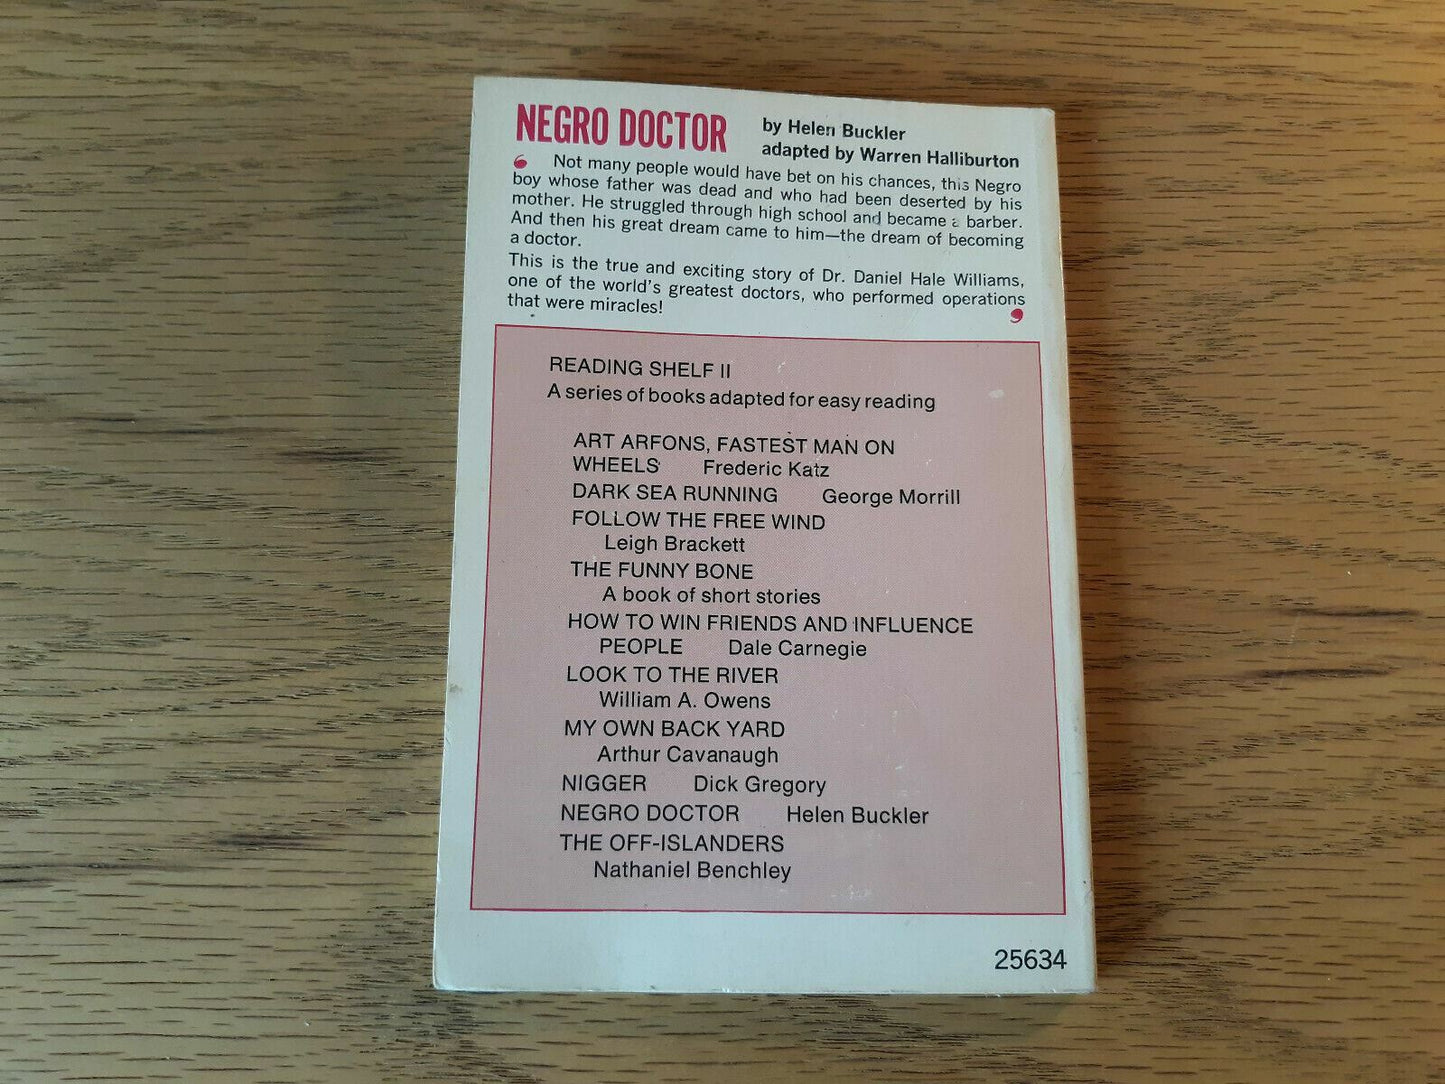 NEGRO DOCTOR by Helen Buckler
adapted by Warren Halliburton
Not many people would have bet on his chances, this Negro
boy whose father was dead and who had been deserted by his
mother. He struggled through high school and became a barber.
And then his great dream came to him—the dream of becoming
a doctor.
This is the true and exciting story of Dr. Daniel Hale Williams,
one of the world's greatest doctors, who performed operations
that were miracles!
READING SHELF II
A series of books adapted for easy reading
ART ARFONS, FASTEST MAN ON
WHEELS Frederic Katz
DARK SEA RUNNING George Morrill
FOLLOW THE FREE WIND
Leigh Brackett
THE FUNNY BONE
A book of short stories
HOW TO WIN FRIENDS AND INFLUENCE
PEOPLE Dale Carnegie
LOOK TO THE RIVER
William A. Owens
MY OWN BACK YARD
Arthur Cavanaugh
NIGGER Dick Gregory
NEGRO DOCTOR Helen Buckler
THE OFF-ISLANDERS
Nathaniel Benchley
25634